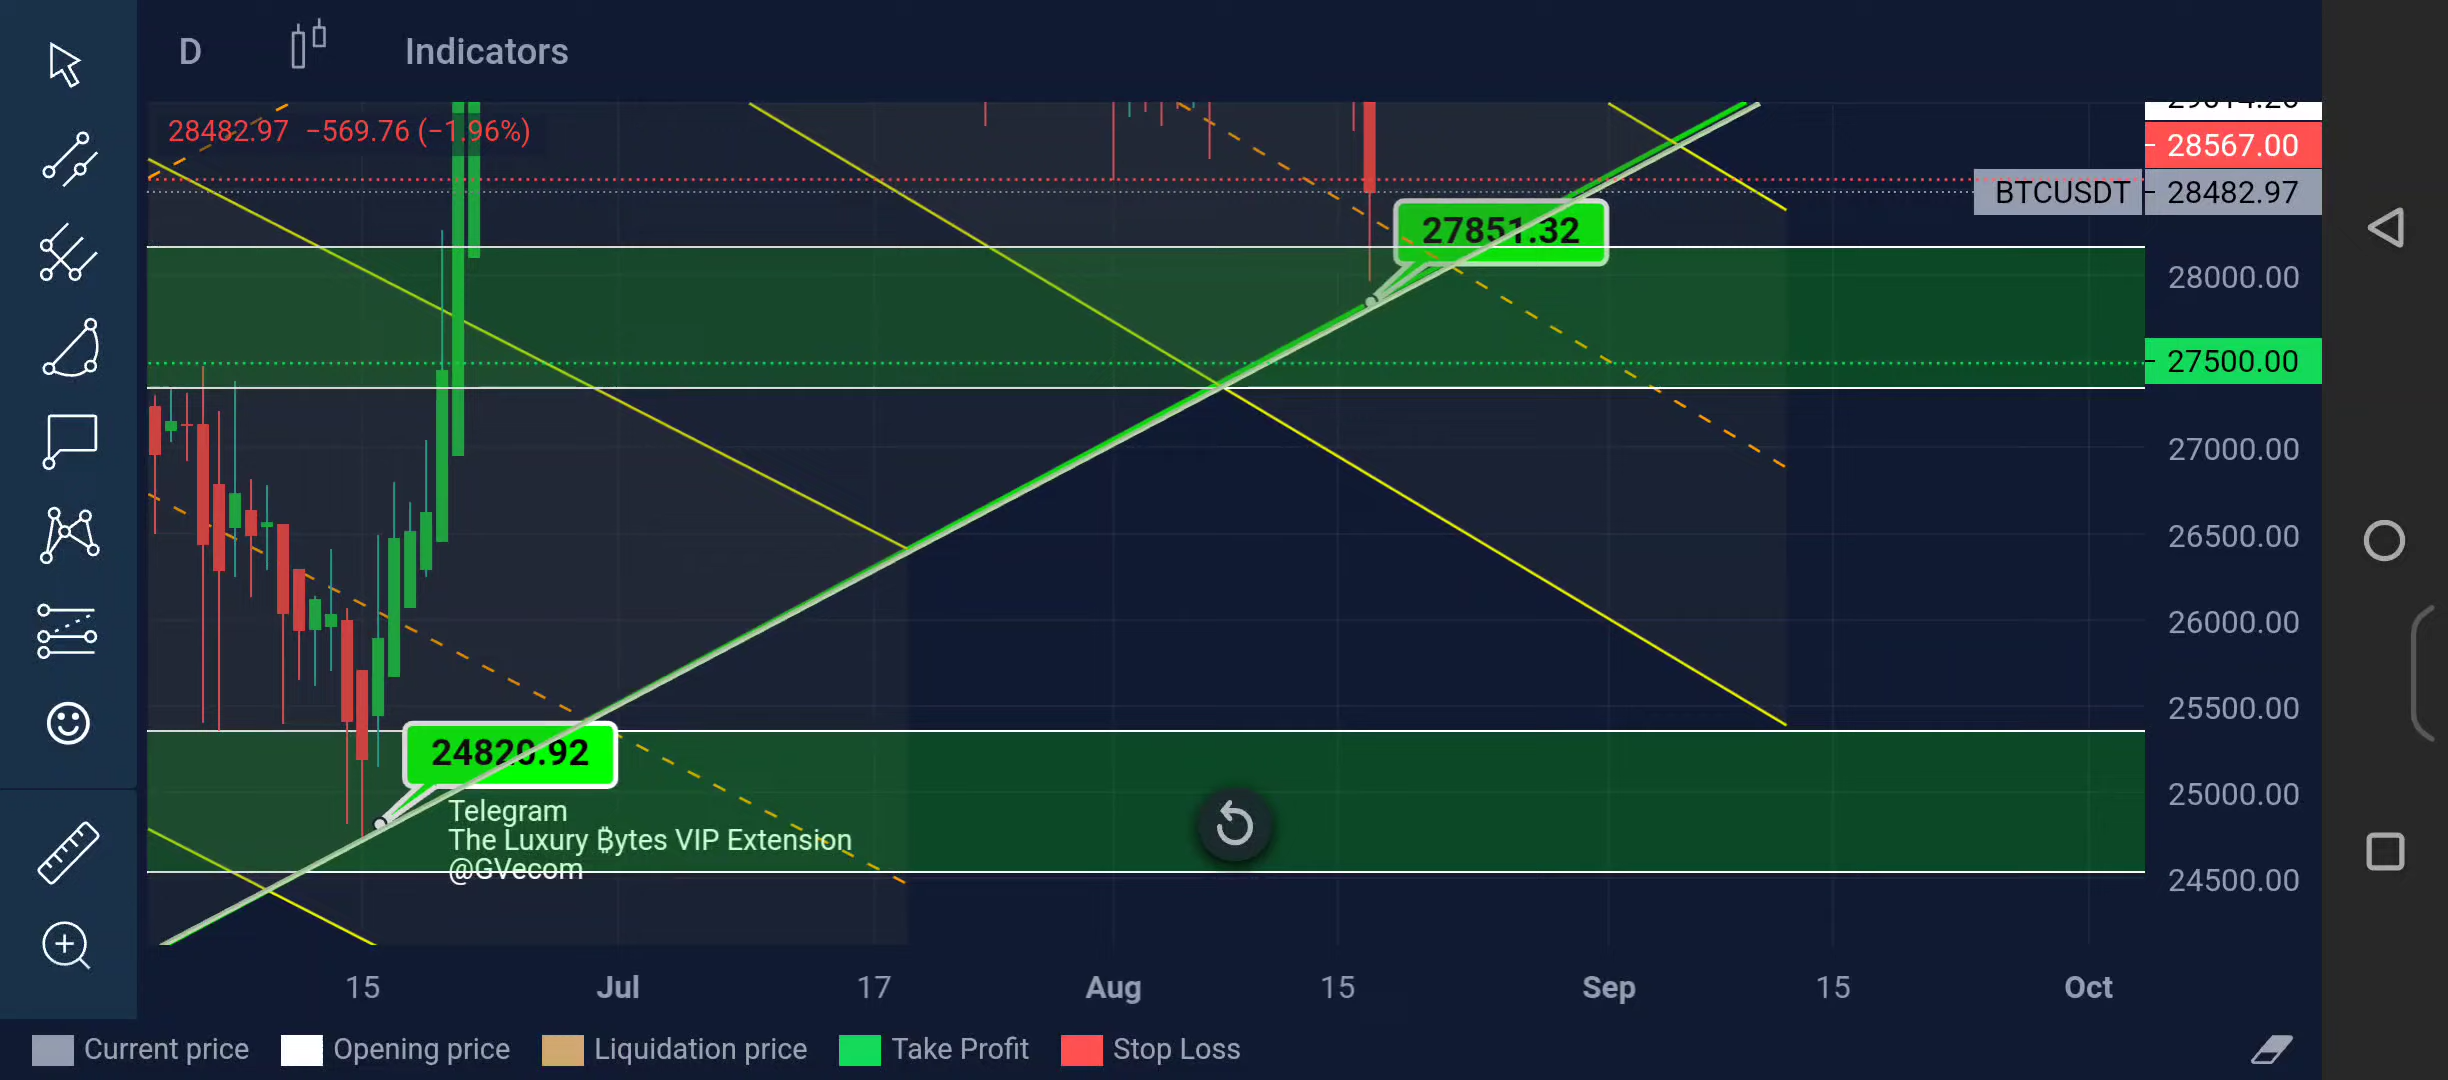 D
Indicators
28482.97 −569.76 (−1.96%)
28567.00
BTCUSDT 28482.97
27851.32
28000.00
27500.00
27000.00
26500.00
26000.00
25500.00
24820.92
25000.00
Telegram
The Luxury ₿ytes VIP Extension
@GVecom
24500.00
15 Jul 17 Aug 15 Sep 15 Oct
Current price Opening price Liquidation price Take Profit Stop Loss